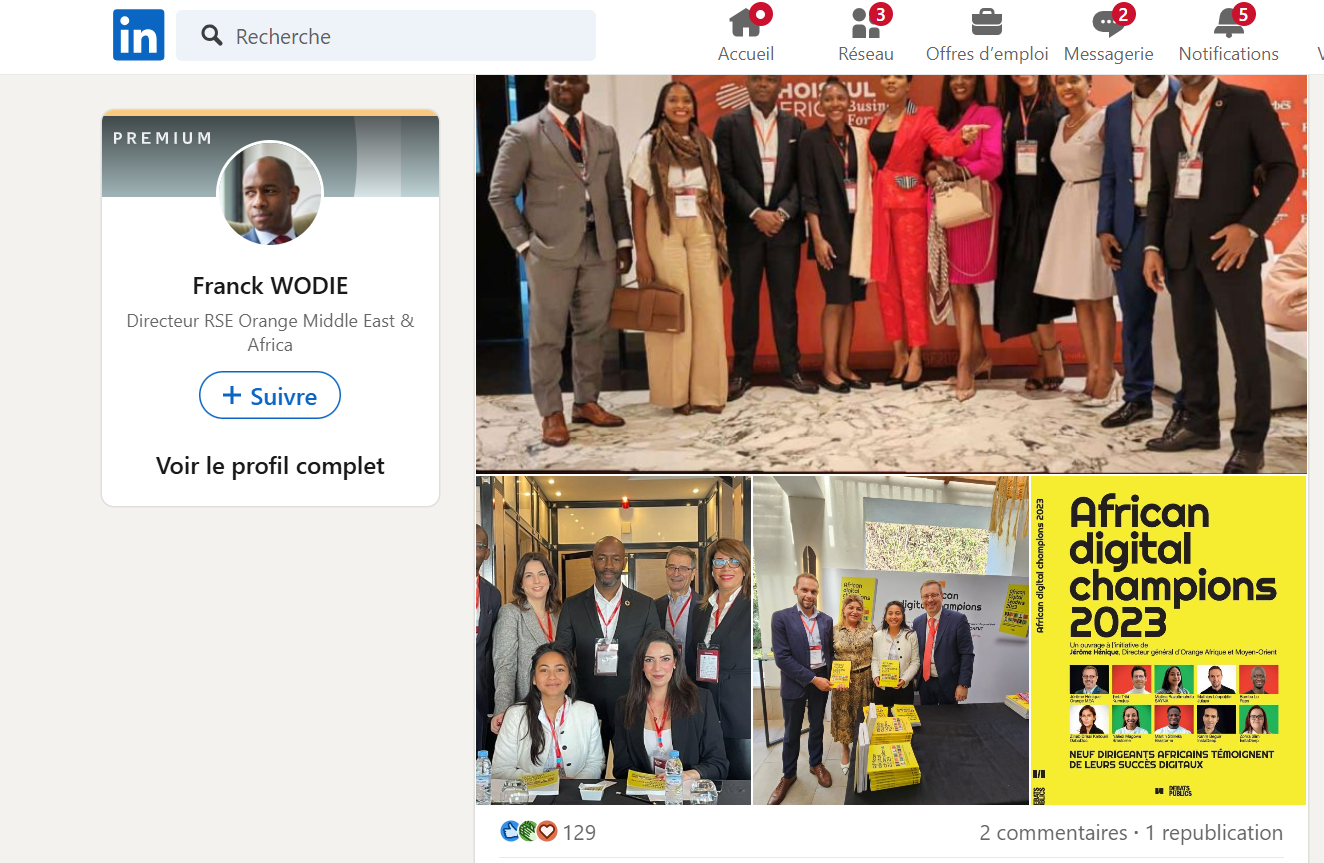 in
Recherche
3
2
5
Accueil
Réseau
Offres d'emploi
Messagerie
Notifications
PREMIUM
Franck WODIE
Directeur RSE Orange Middle East &
Africa
+ Suivre
Voir le profil complet
African
digital
champions
2023
African digital champions 2023
Un ouvrage à l'initiative de
Jérôme Hénique, Directeur général d'Orange Afrique et Moyen-Orient
NEUF DIRIGEANTS AFRICAINS TÉMOIGNENT
DE LEURS SUCCÈS DIGITAUX
DÉBATS
PUBLICS
129
2 commentaires · 1 republication